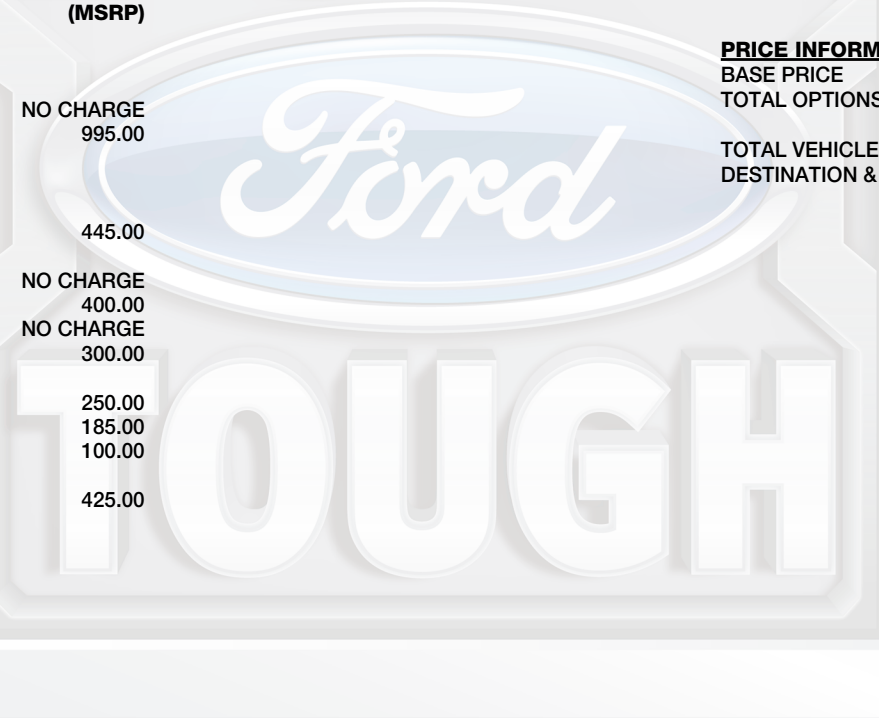 (MSRP)
NO CHARGE
995.00
445.00
NO CHARGE
400.00
NO CHARGE
300.00
250.00
185.00
100.00
425.00
PRICE INFORM
BASE PRICE
TOTAL OPTIONS
TOTAL VEHICLE
DESTINATION &
Ford
TOUGH